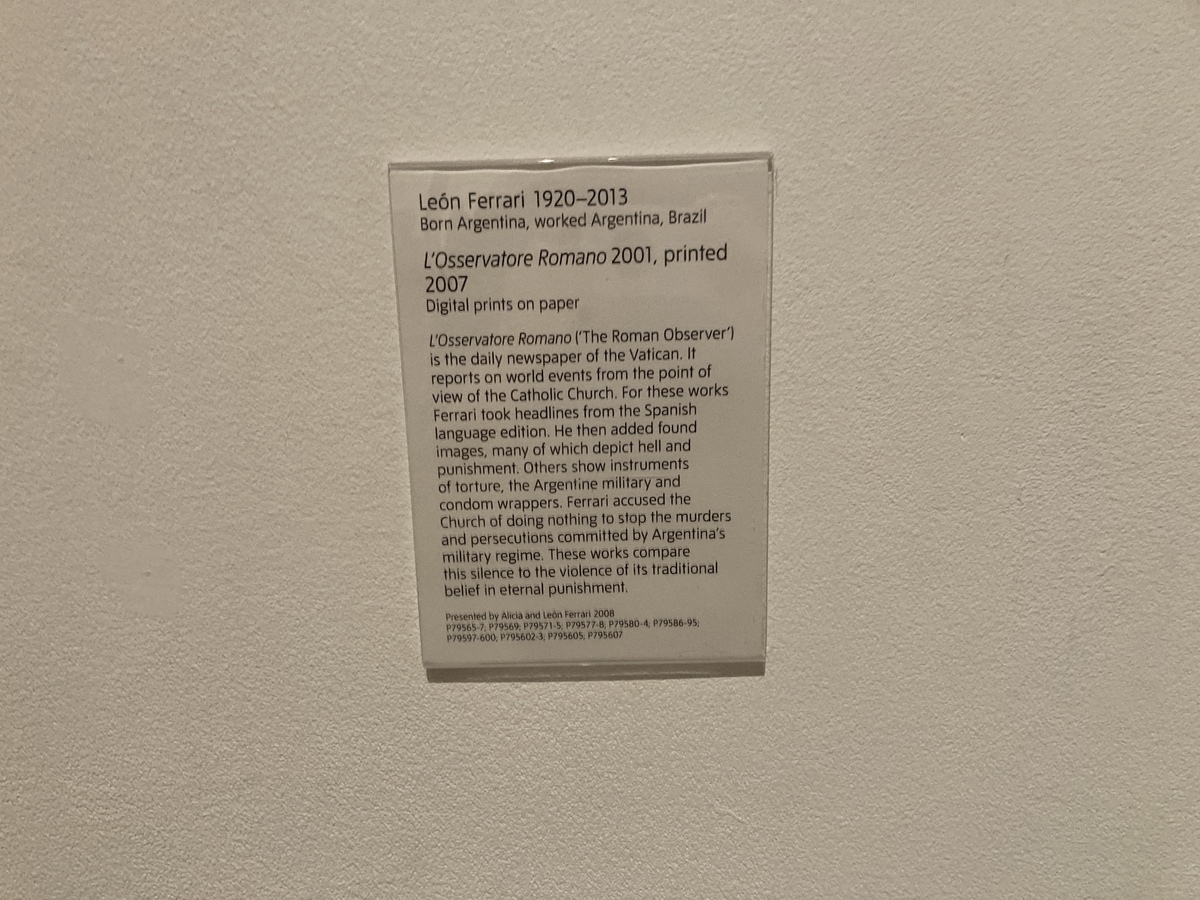 León Ferrari 1920–2013
Born Argentina, worked Argentina, Brazil
L'Osservatore Romano 2001, printed
2007
Digital prints on paper
L'Osservatore Romano ('The Roman Observer')
is the daily newspaper of the Vatican. It
reports on world events from the point of
view of the Catholic Church. For these works
Ferrari took headlines from the Spanish
language edition. He then added found
images, many of which depict hell and
punishment. Others show instruments
of torture, the Argentine military and
condom wrappers. Ferrari accused the
Church of doing nothing to stop the murders
and persecutions committed by Argentina's
military regime. These works compare
this silence to the violence of its traditional
belief in eternal punishment.
Presented by Alicia and León Ferrari 2008
P79565-7; P79569; P79571-5; P79577-8; P79580-4; P79586-95;
P79597-600; P795602-3; P795605; P795607